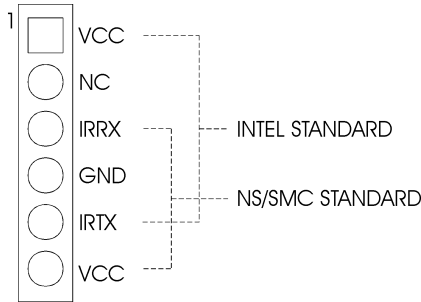 1
VCC
NC
IRRX
INTEL STANDARD
GND
NS/SMC STANDARD
IRTX
VCC